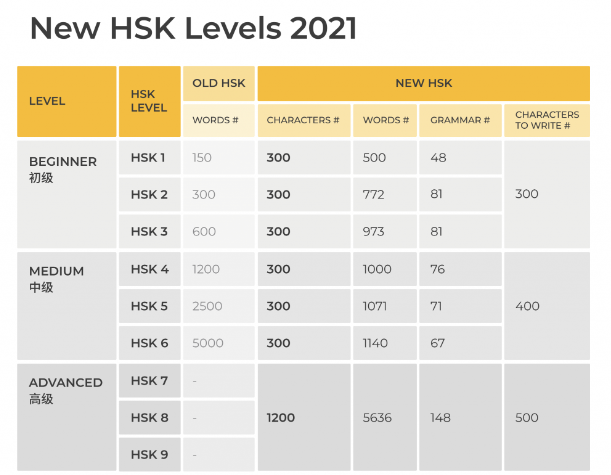 New HSK Levels 2021
LEVEL HSK LEVEL OLD HSK NEW HSK
WORDS # CHARACTERS # WORDS # GRAMMAR # CHARACTERS TO WRITE #
BEGINNER 初级 HSK 1 150 300 500 48 300
HSK 2 300 300 772 81
HSK 3 600 300 973 81
MEDIUM 中级 HSK 4 1200 300 1000 76 400
HSK 5 2500 300 1071 71
HSK 6 5000 300 1140 67
ADVANCED 高级 HSK 7 -
HSK 8 - 1200 5636 148 500
HSK 9 -